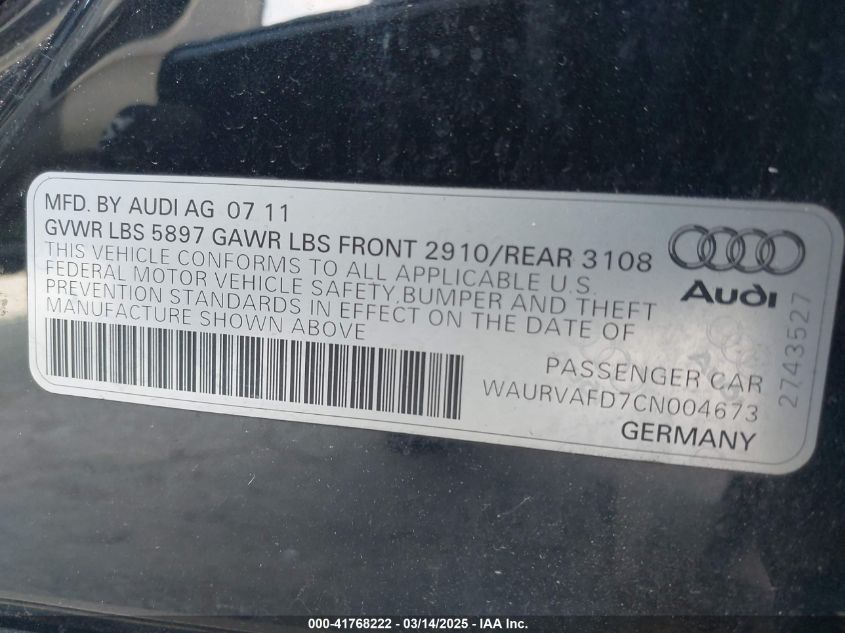 MFD. BY AUDI AG 07 11
GVWR LBS 5897 GAWR LBS FRONT 2910/REAR 3108
THIS VEHICLE CONFORMS TO ALL APPLICABLE U.S.
FEDERAL MOTOR VEHICLE SAFETY,BUMPER AND THEFT
PREVENTION STANDARDS IN EFFECT ON THE DATE OF
MANUFACTURE SHOWN ABOVE
Audi
2743527
PASSENGER CAR
WAURVAFD7CN004673
GERMANY
000-41768222 - 03/14/2025 - IAA Inc.